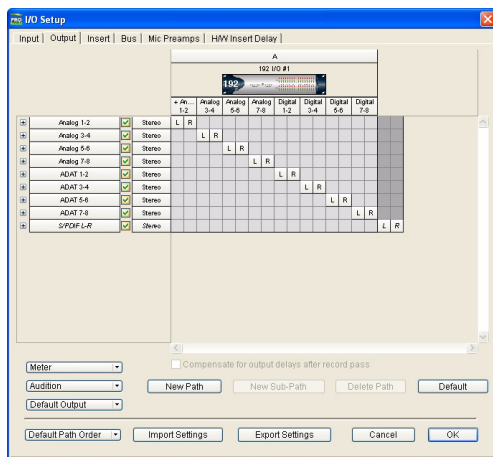 PRO I/O Setup
Input | Output | Insert | Bus | Mic Preamps | H/W Insert Delay |
A
192 I/O #1
192
+ An... Analog Analog Analog Digital Digital Digital Digital
1-2 3-4 5-6 7-8 1-2 3-4 5-6 7-8
Analog 1-2 Stereo L R
Analog 3-4 Stereo L R
Analog 5-6 Stereo L R
Analog 7-8 Stereo L R
ADAT 1-2 Stereo L R
ADAT 3-4 Stereo L R
ADAT 5-6 Stereo L R
ADAT 7-8 Stereo L R
S/PDIF L-R Stereo L R
Compensate for output delays after record pass
Meter
Audition
Default Output
New Path New Sub-Path Delete Path Default
Default Path Order Import Settings Export Settings Cancel OK